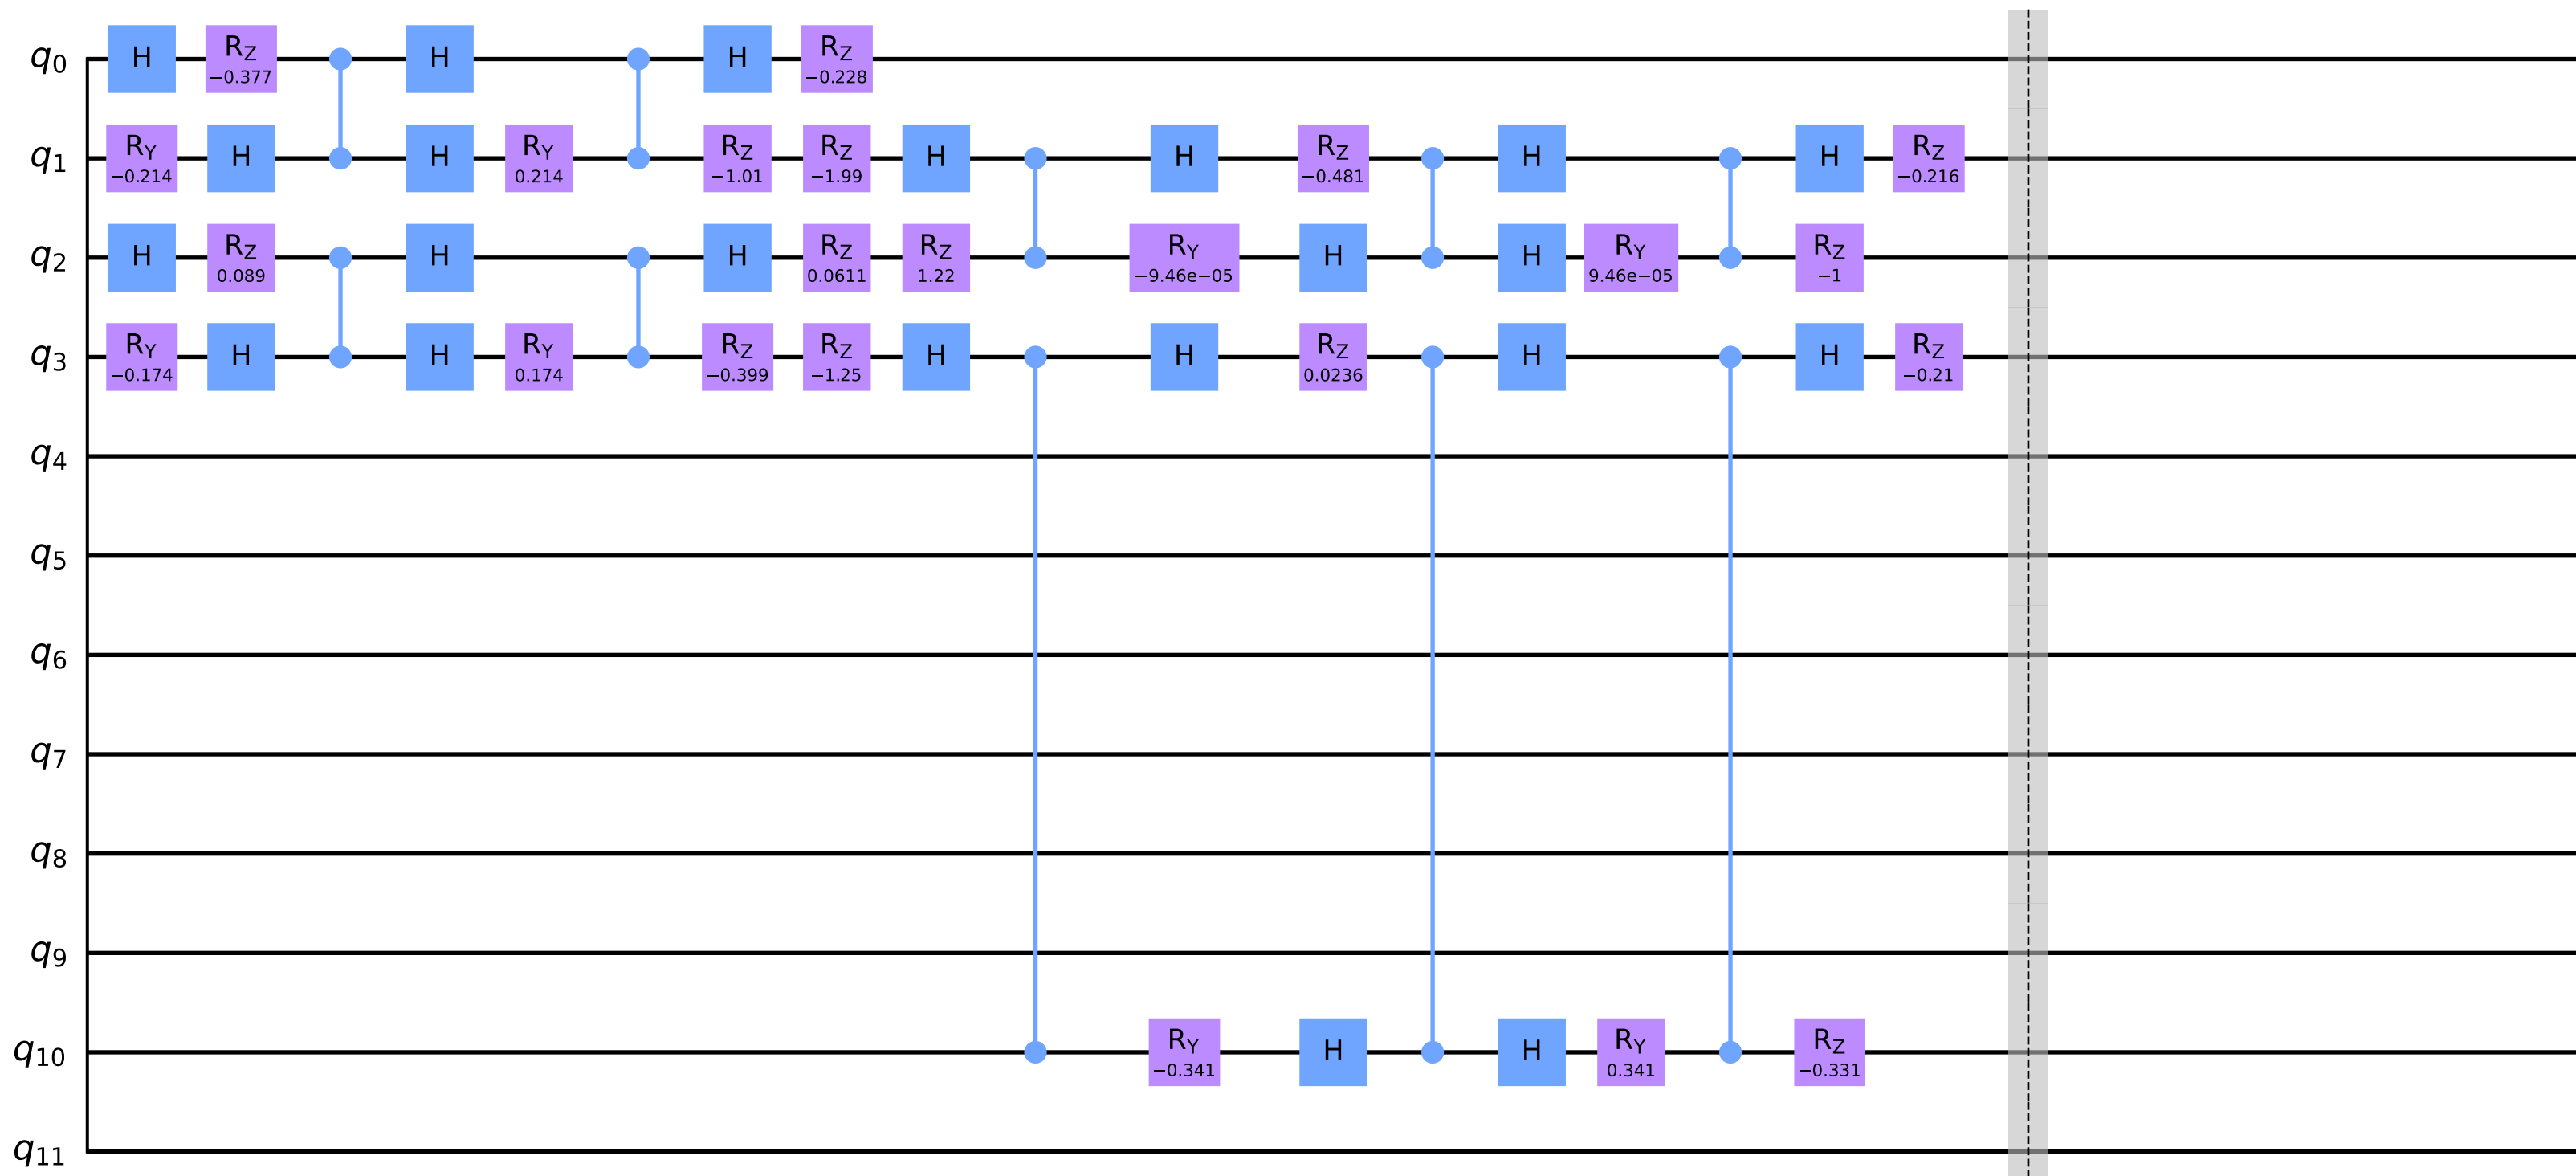 q0 H RZ −0.377 H H RZ −0.228
q1 RY −0.214 H H RY 0.214 RZ −1.01 RZ −1.99 H H RZ −0.481 H H RZ −0.216
q2 H RZ 0.089 H H RZ 0.0611 RZ 1.22 RY −9.46e−05 H H RY 9.46e−05 RZ −1
q3 RY −0.174 H H RY 0.174 RZ −0.399 RZ −1.25 H H RZ 0.0236 H H RZ −0.21
q4
q5
q6
q7
q8
q9
q10 RY −0.341 H H RY 0.341 RZ −0.331
q11